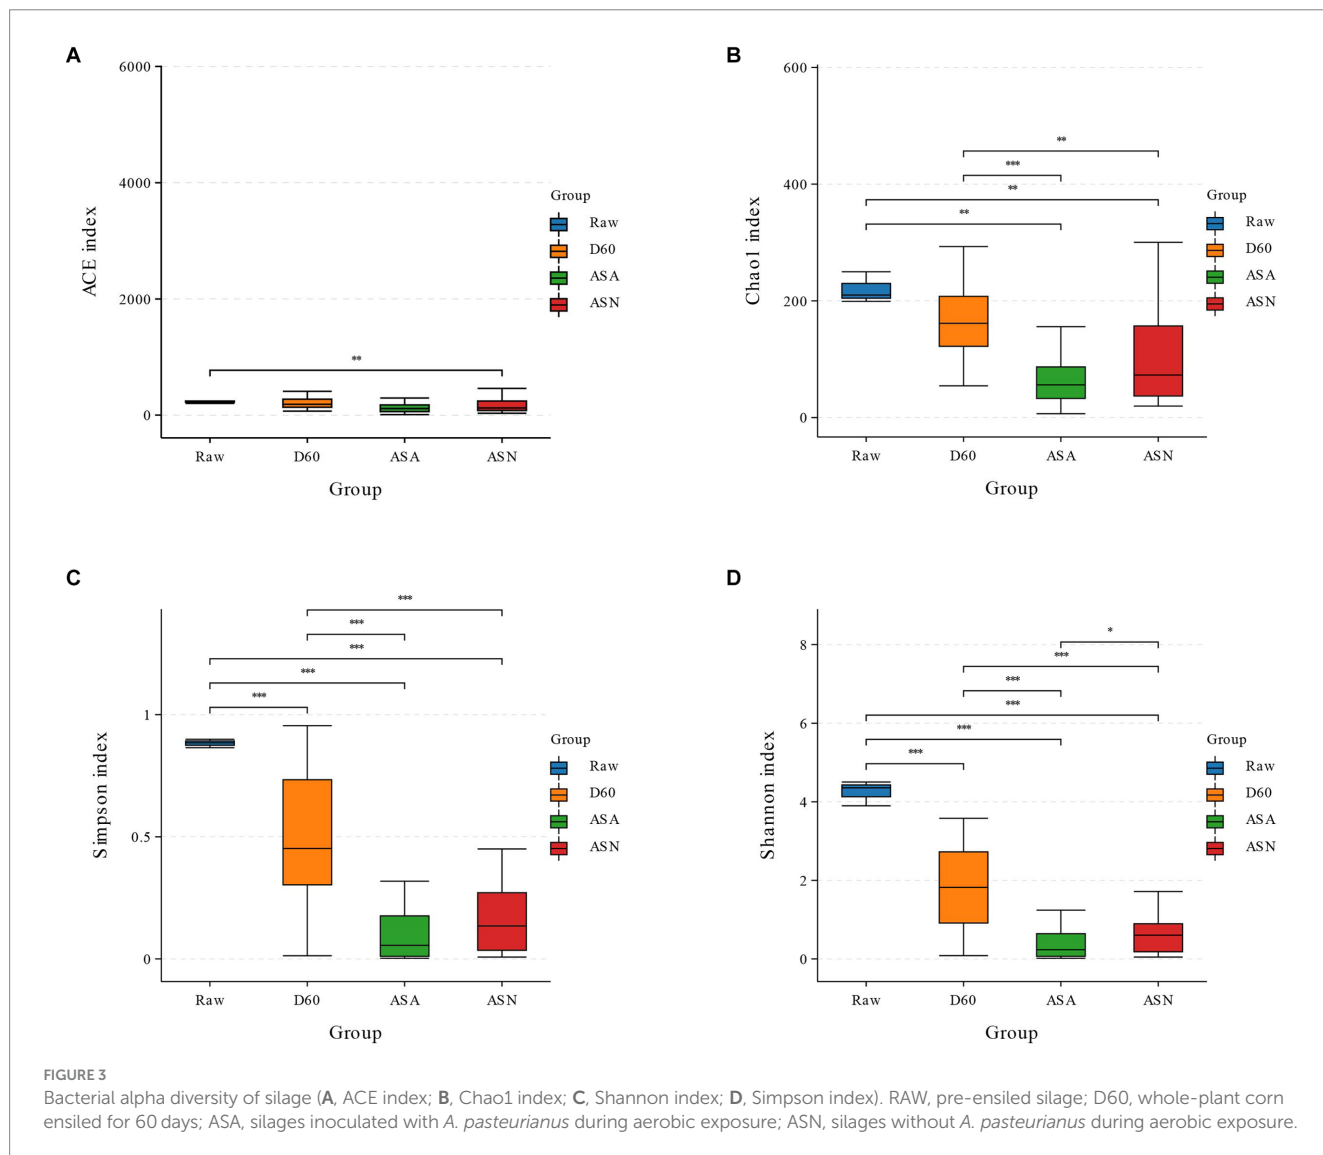 A
6000
4000
2000
0
ACE index
**
Raw
D60
ASA
ASN
Group
Group
Raw
D60
ASA
ASN
B
600
400
200
0
Chao1 index
**
***
**
**
Raw
D60
ASA
ASN
Group
Group
Raw
D60
ASA
ASN
C
1
0.5
0
Simpson index
***
***
***
***
***
Raw
D60
ASA
ASN
Group
Group
Raw
D60
ASA
ASN
D
8
6
4
2
0
Shannon index
*
***
***
***
***
***
Raw
D60
ASA
ASN
Group
Group
Raw
D60
ASA
ASN
FIGURE 3
Bacterial alpha diversity of silage (A, ACE index; B, Chao1 index; C, Shannon index; D, Simpson index). RAW, pre-ensiled silage; D60, whole-plant corn
ensiled for 60 days; ASA, silages inoculated with A. pasteurianus during aerobic exposure; ASN, silages without A. pasteurianus during aerobic exposure.